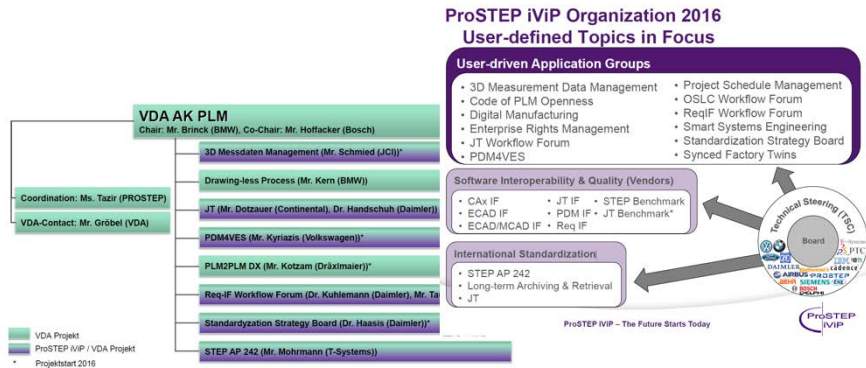 ProSTEP iViP Organization 2016
User-defined Topics in Focus
VDA AK PLM
Chair: Mr. Brinck (BMW), Co-Chair: Mr. Hoffacker (Bosch)
3D Messdaten Management (Mr. Schmied (JCI))*
Drawing-less Process (Mr. Kern (BMW))
Coordination: Ms. Tazir (PROSTEP)
VDA-Contact: Mr. Gröbel (VDA)
JT (Mr. Dotzauer (Continental), Dr. Handschuh (Daimler))
PDM4VES (Mr. Kyriazis (Volkswagen))*
PLM2PLM DX (Mr. Kotzam (Dräxlmaier))*
Req-IF Workflow Forum (Dr. Kuhlemann (Daimler), Mr.
Standardyzation Strategy Board (Dr. Haasis (Daimler))*
STEP AP 242 (Mr. Mohrmann (T-Systems))
VDA Projekt
ProSTEP iViP / VDA Projekt
* Projektstart 2016
User-driven Application Groups
• 3D Measurement Data Management
• Code of PLM Openness
• Digital Manufacturing
• Enterprise Rights Management
• JT Workflow Forum
• PDM4VES
• Project Schedule Management
• OSLC Workflow Forum
• ReqIF Workflow Forum
• Smart Systems Engineering
• Standardization Strategy Board
• Synced Factory Twins
Software Interoperability & Quality (Vendors)
• CAx IF
• ECAD IF
• ECAD/MCAD IF
• JT IF
• PDM IF
• Req IF
• STEP Benchmark
• JT Benchmark*
International Standardization
• STEP AP 242
• Long-term Archiving & Retrieval
• JT
Technical Steering (TSC)
Board
PTC
DAIMLER
cadence
AIRBUS
PROSTEP
BEHR
SIEMENS
BOSCH
DELPHI
ProSTEP iViP – The Future Starts Today
ProSTEP
iViP